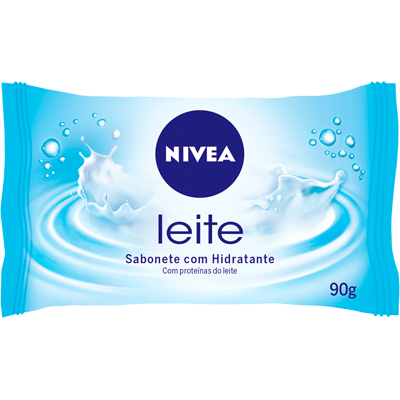 NIVEA
leite
Sabonete com Hidratante
Com proteínas do leite
90g